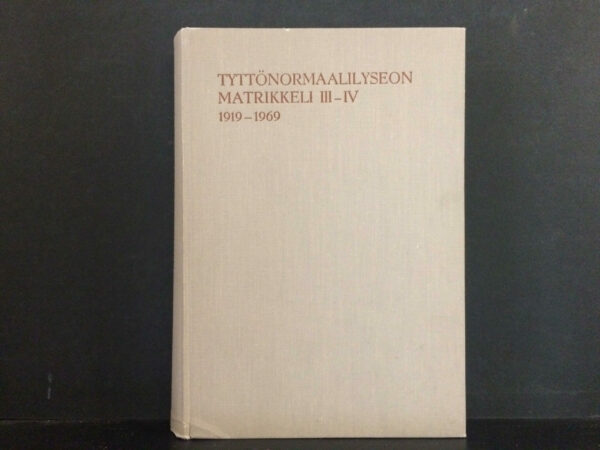 TYTTÖNORMAALILYSEON
MATRIKKELI III–IV
1919–1969